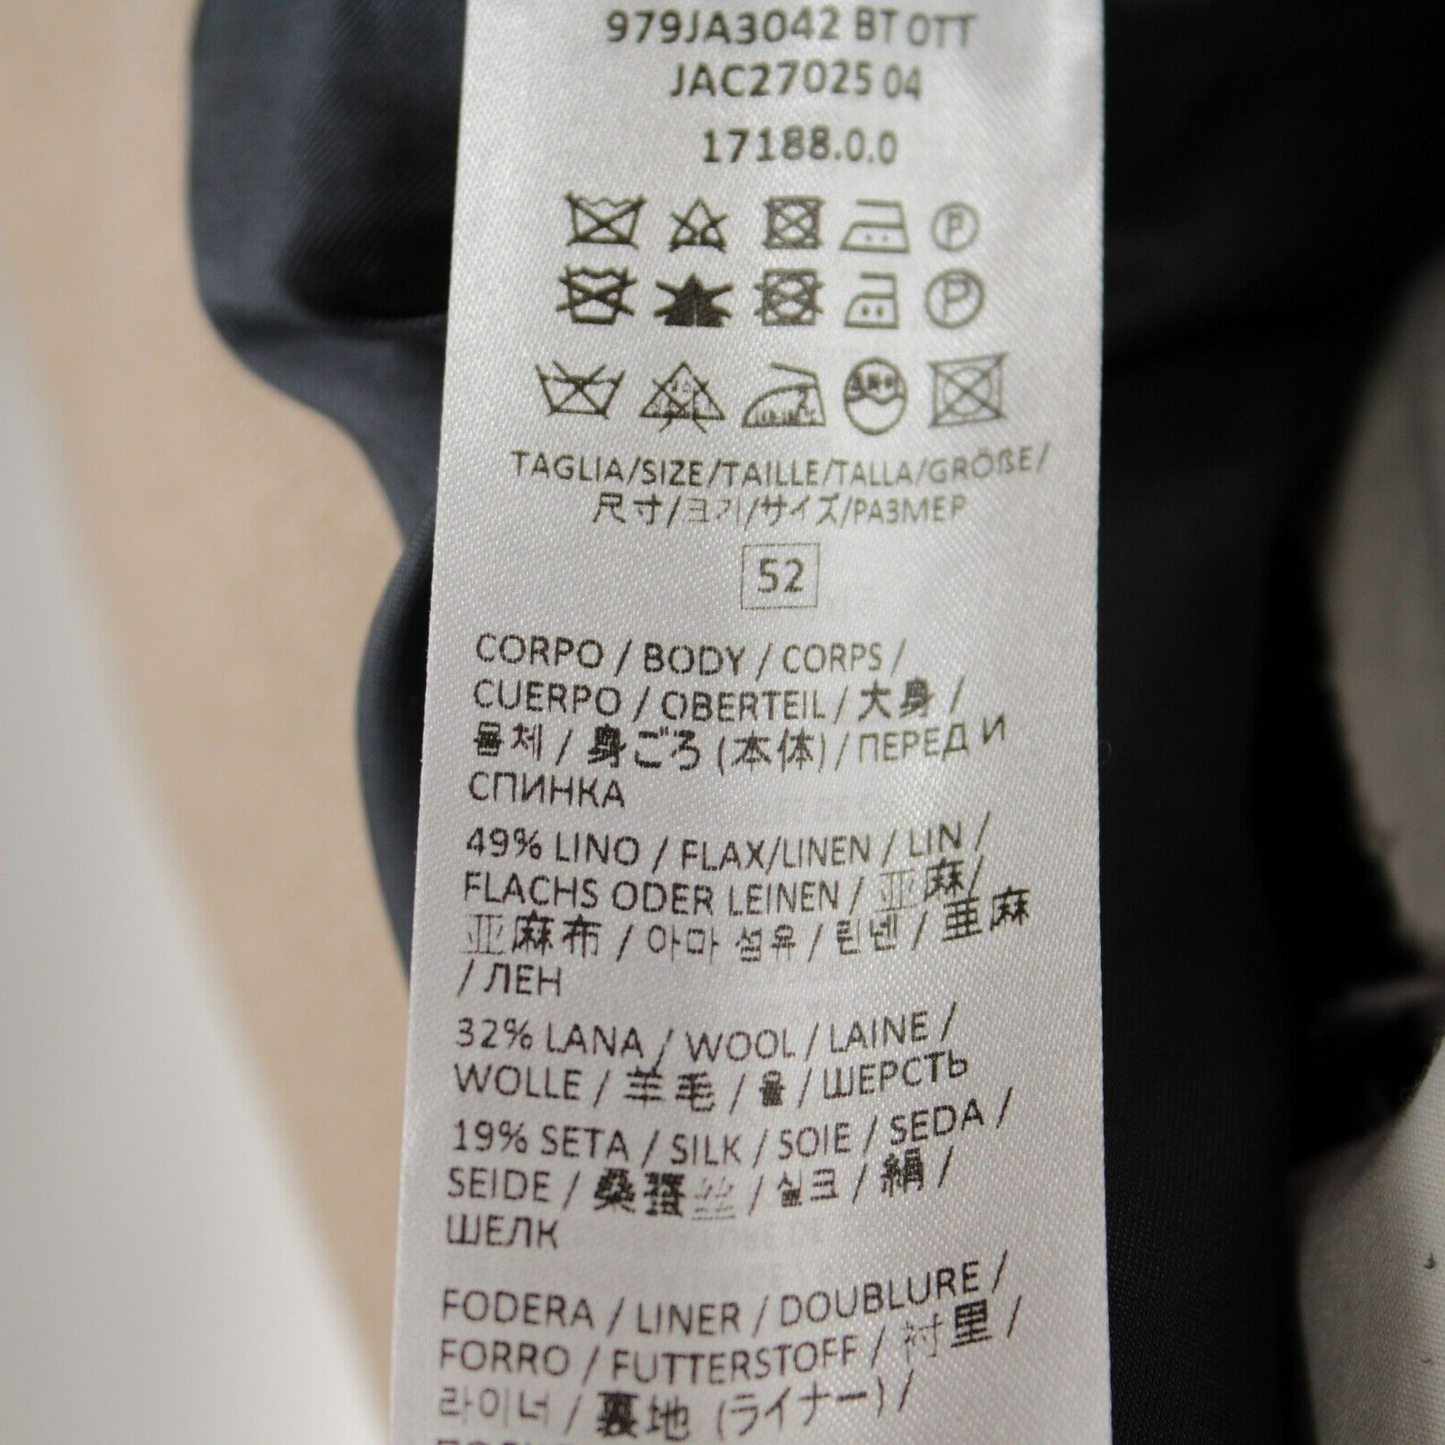 979JA3042 BT OTT
JAC27025 04
17188.0.0
P
P
TAGLIA/SIZE/TAILLE/TALLA/GRÖßE/
尺寸/크기/サイズ/РАЗМЕР
52
CORPO / BODY / CORPS /
CUERPO / OBERTEIL / 大身 /
몸체 / 身ごろ (本体) / ПЕРЕД И
СПИНКА
49% LINO / FLAX/LINEN / LIN /
FLACHS ODER LEINEN / 亚麻/
亚麻布 / 아마 섬유 / 린넨 / 亜麻
/ ЛЕН
32% LANA / WOOL / LAINE /
WOLLE / 羊毛 / 울 / ШЕРСТЬ
19% SETA / SILK / SOIE / SEDA /
SEIDE / 桑蚕丝 / 실크 / 絹 /
ШЕЛК
FODERA / LINER / DOUBLURE /
FORRO / FUTTERSTOFF / 衬里 /
라이너 / 裏地 (ライナー) /